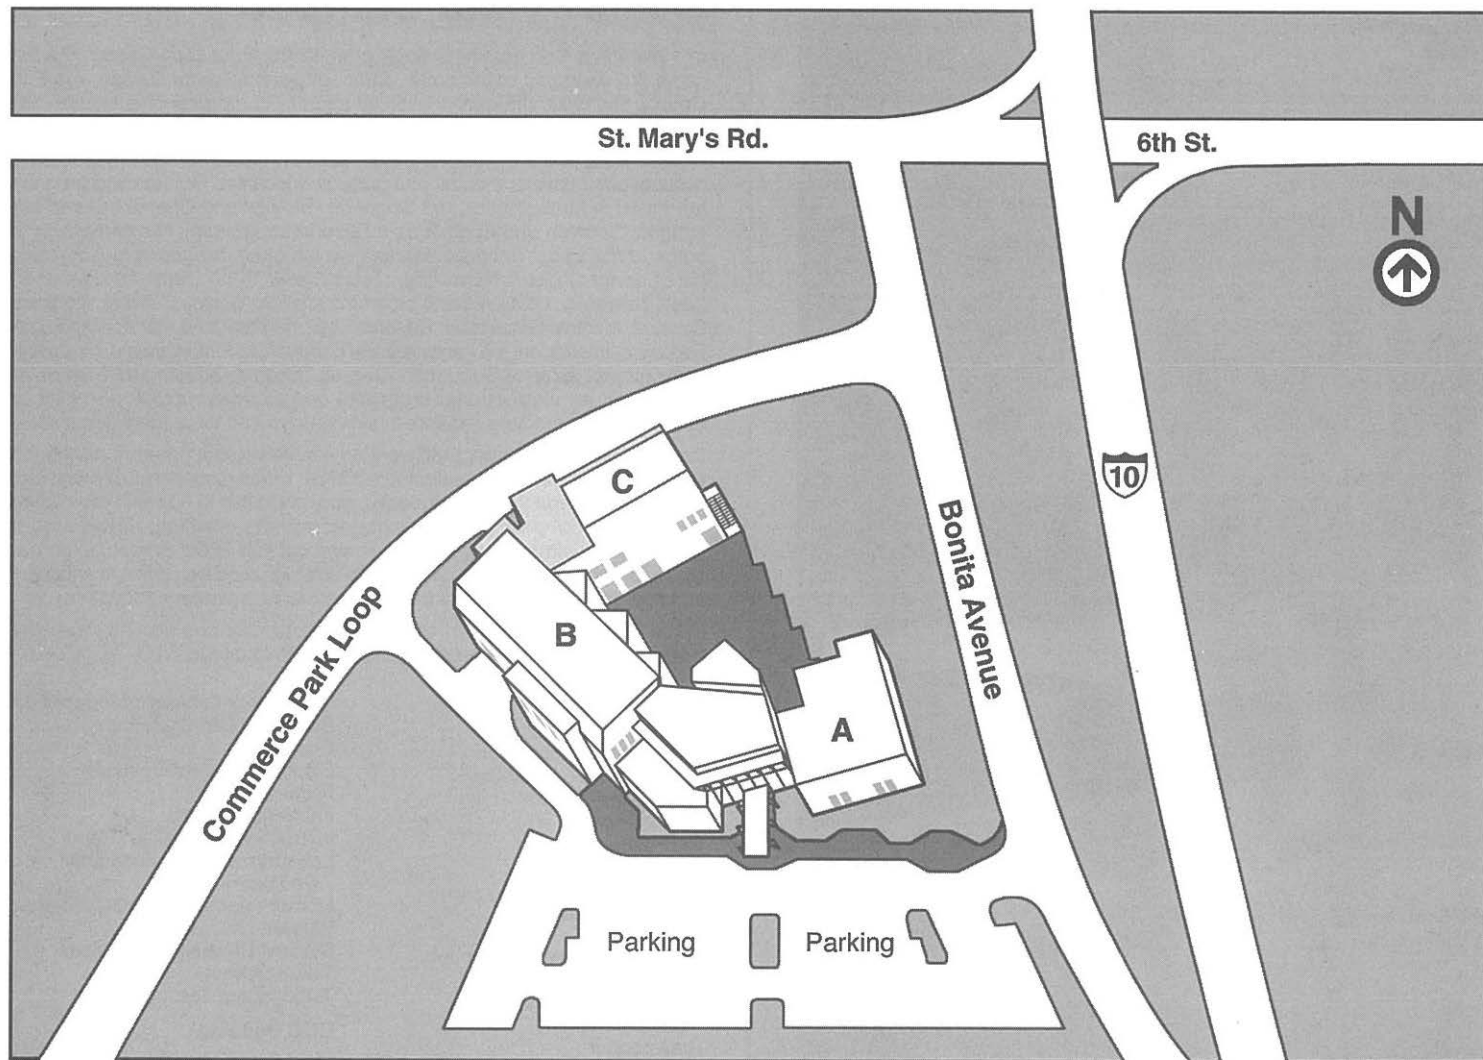 St. Mary's Rd.
6th St.
N
10
C
Bonita Avenue
B
Commerce Park Loop
A
Parking
Parking